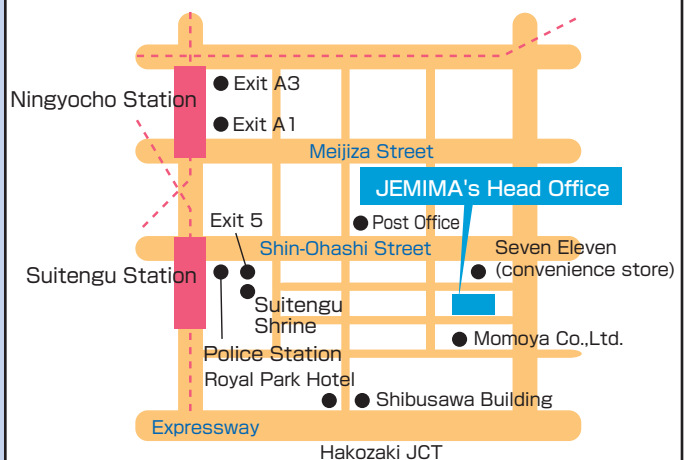 Exit A3
Ningyocho Station
Exit A1
Meijiza Street
JEMIMA's Head Office
Exit 5
Post Office
Shin-Ohashi Street
Seven Eleven
(convenience store)
Suitengu Station
Suitengu
Shrine
Momoya Co.,Ltd.
Police Station
Royal Park Hotel
Shibusawa Building
Expressway
Hakozaki JCT